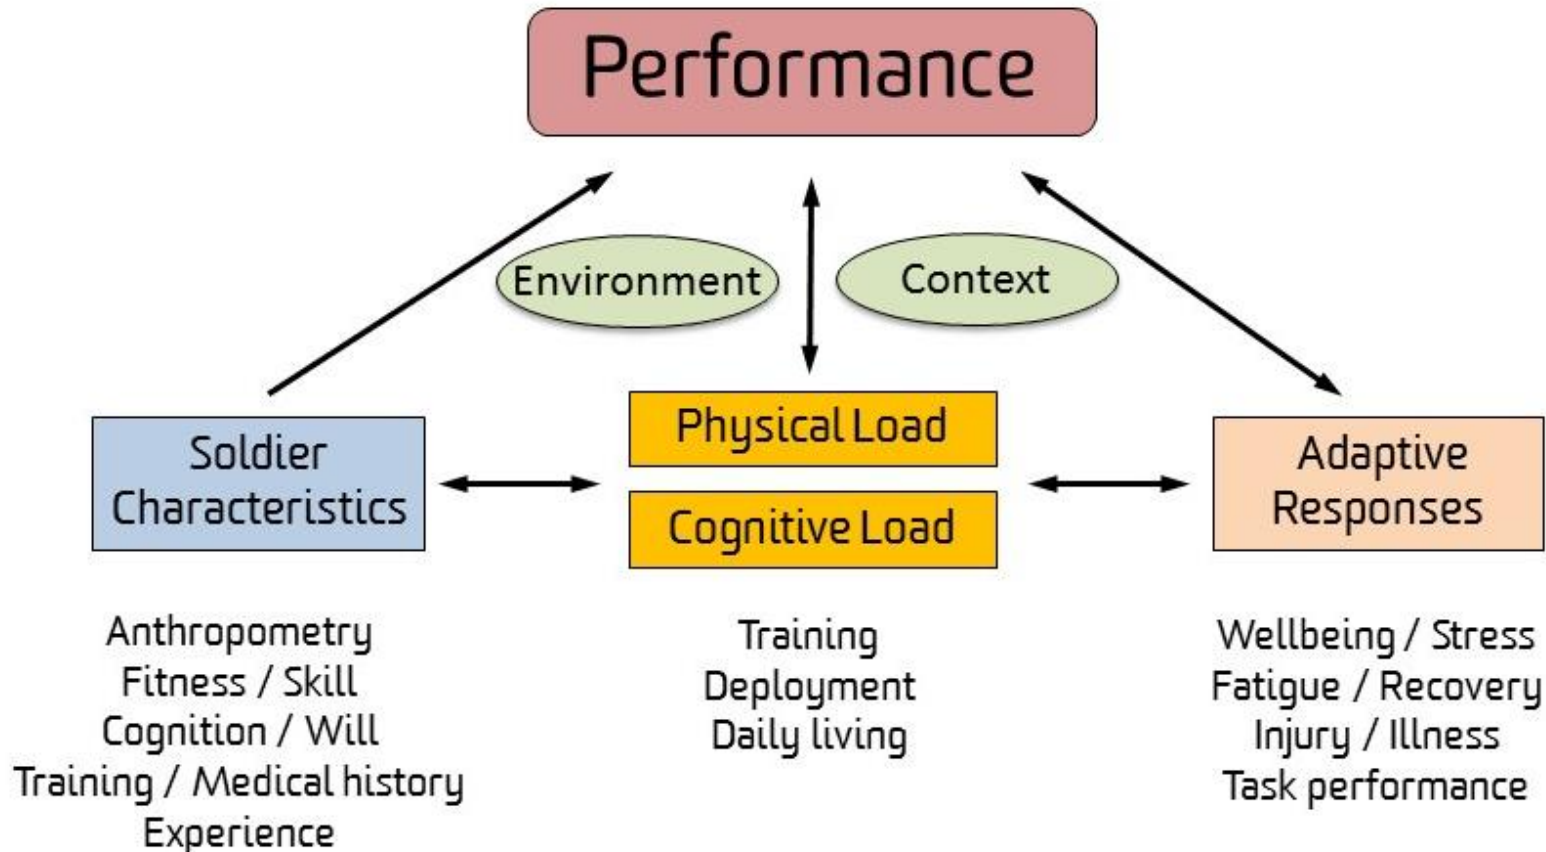 Performance
Environment
Context
Soldier
Characteristics
Physical Load
Cognitive Load
Adaptive
Responses
Anthropometry
Fitness / Skill
Cognition / Will
Training / Medical history
Experience
Training
Deployment
Daily living
Wellbeing / Stress
Fatigue / Recovery
Injury / Illness
Task performance